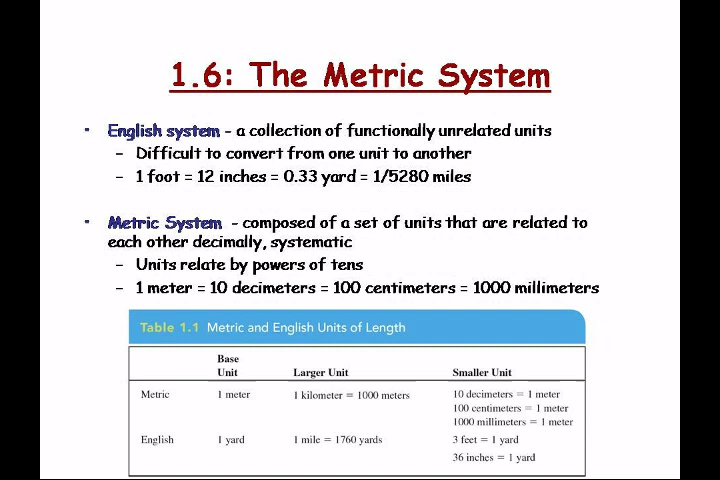 1.6: The Metric System
• English system - a collection of functionally unrelated units
– Difficult to convert from one unit to another
– 1 foot = 12 inches = 0.33 yard = 1/5280 miles
• Metric System - composed of a set of units that are related to
each other decimally, systematic
– Units relate by powers of tens
– 1 meter = 10 decimeters = 100 centimeters = 1000 millimeters
Table 1.1 Metric and English Units of Length
Base
Unit Larger Unit Smaller Unit
Metric 1 meter 1 kilometer = 1000 meters 10 decimeters = 1 meter
100 centimeters = 1 meter
1000 millimeters = 1 meter
English 1 yard 1 mile = 1760 yards 3 feet = 1 yard
36 inches = 1 yard